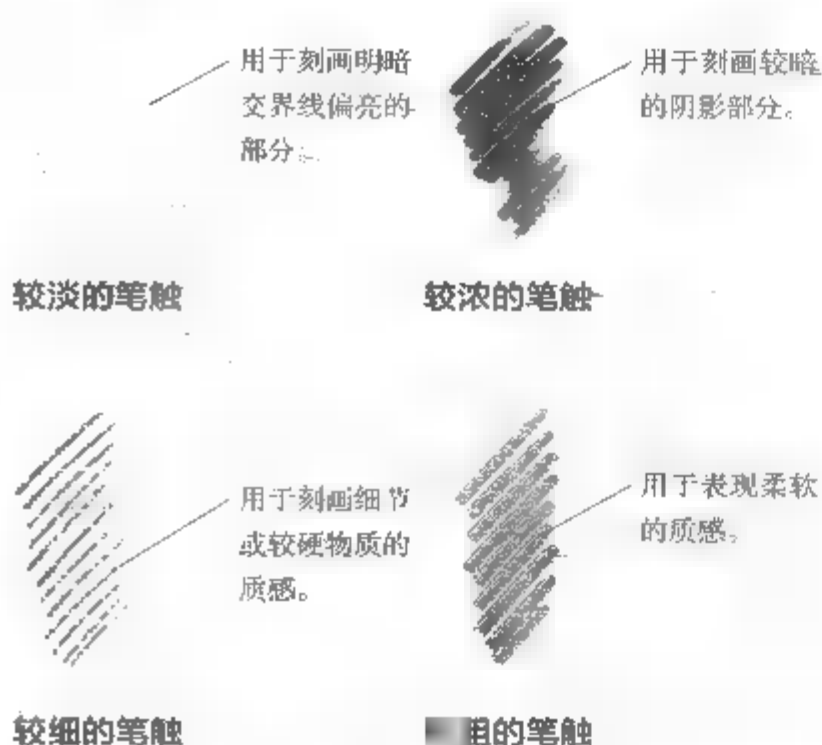 用于刻画明暗
交界线偏亮的
部分。
用于刻画较暗
的阴影部分。
较淡的笔触
较浓的笔触
用于刻画细节
或较硬物质的
质感。
用于表现柔软
的质感。
较细的笔触
粗的笔触